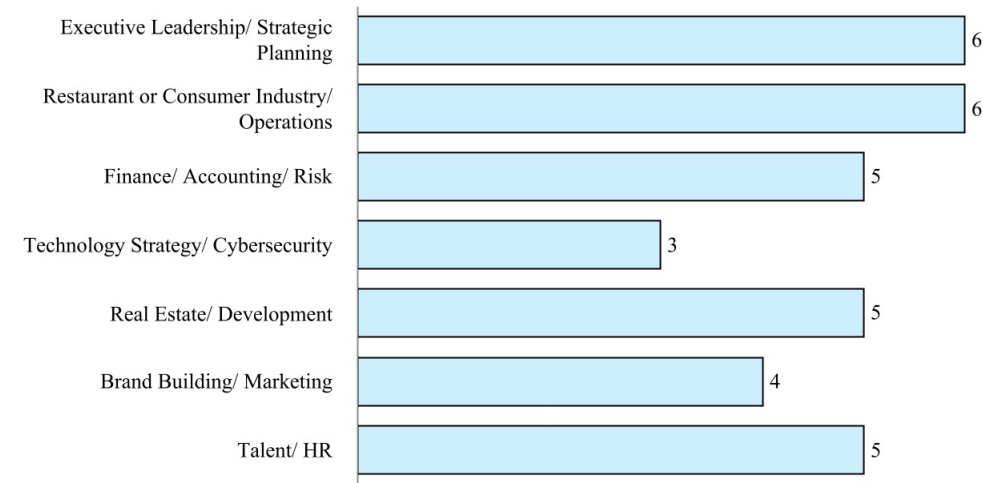 Executive Leadership/ Strategic
Planning
6
Restaurant or Consumer Industry/
Operations
6
Finance/ Accounting/ Risk
5
Technology Strategy/ Cybersecurity
3
Real Estate/ Development
5
Brand Building/ Marketing
4
Talent/ HR
5